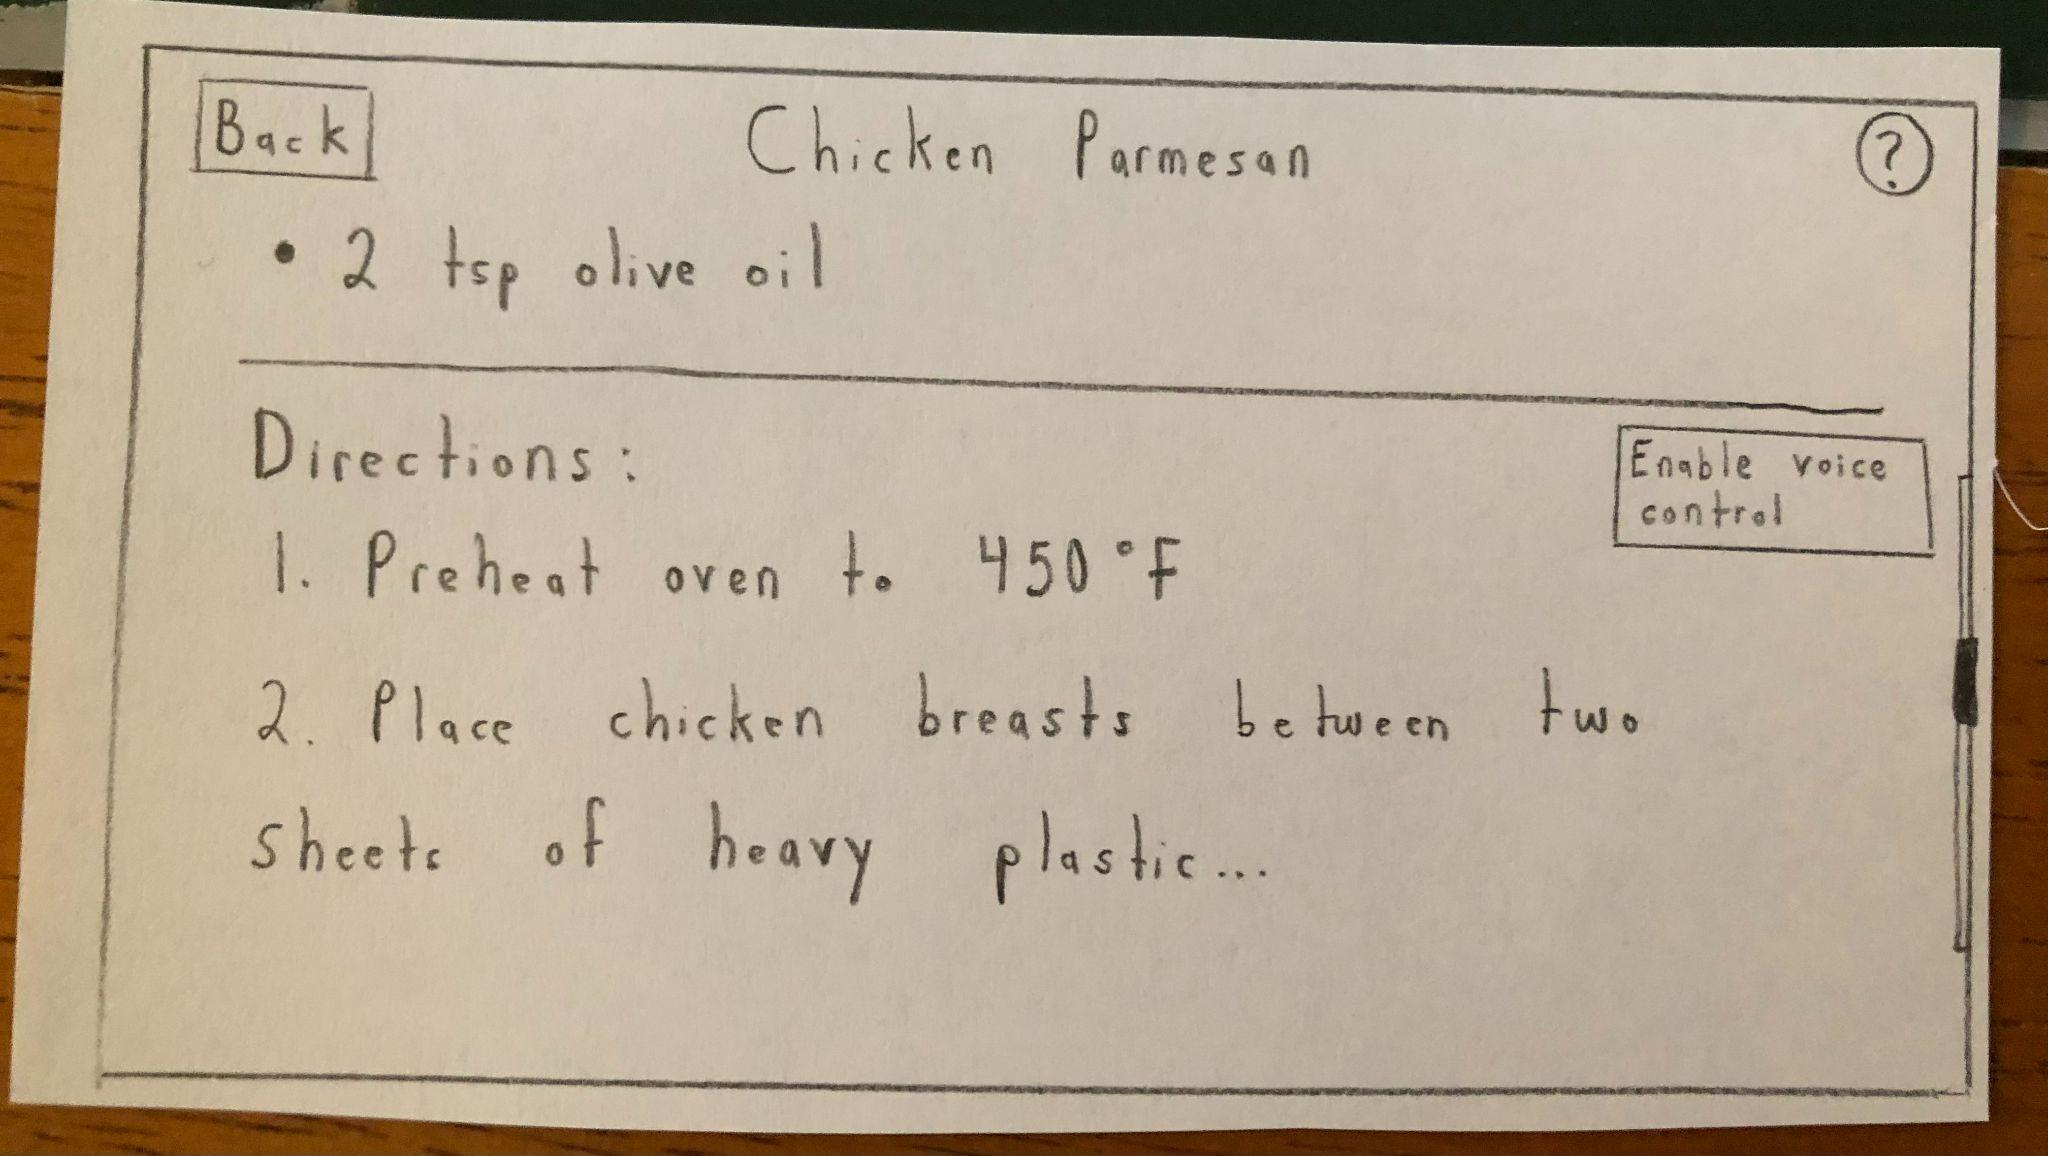 Back
Chicken Parmesan
?
• 2 tsp olive oil
Directions:
Enable voice
control
1. Preheat oven to 450°F
2. Place chicken breasts between two
sheets of heavy plastic...